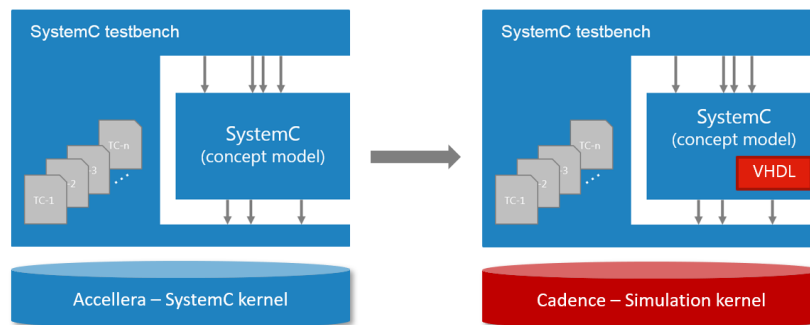 SystemC testbench
SystemC
(concept model)
TC-n
-3
-2
TC-1
Accellera – SystemC kernel
SystemC testbench
SystemC
(concept model)
VHDL
TC-n
-3
-2
TC-1
Cadence – Simulation kernel